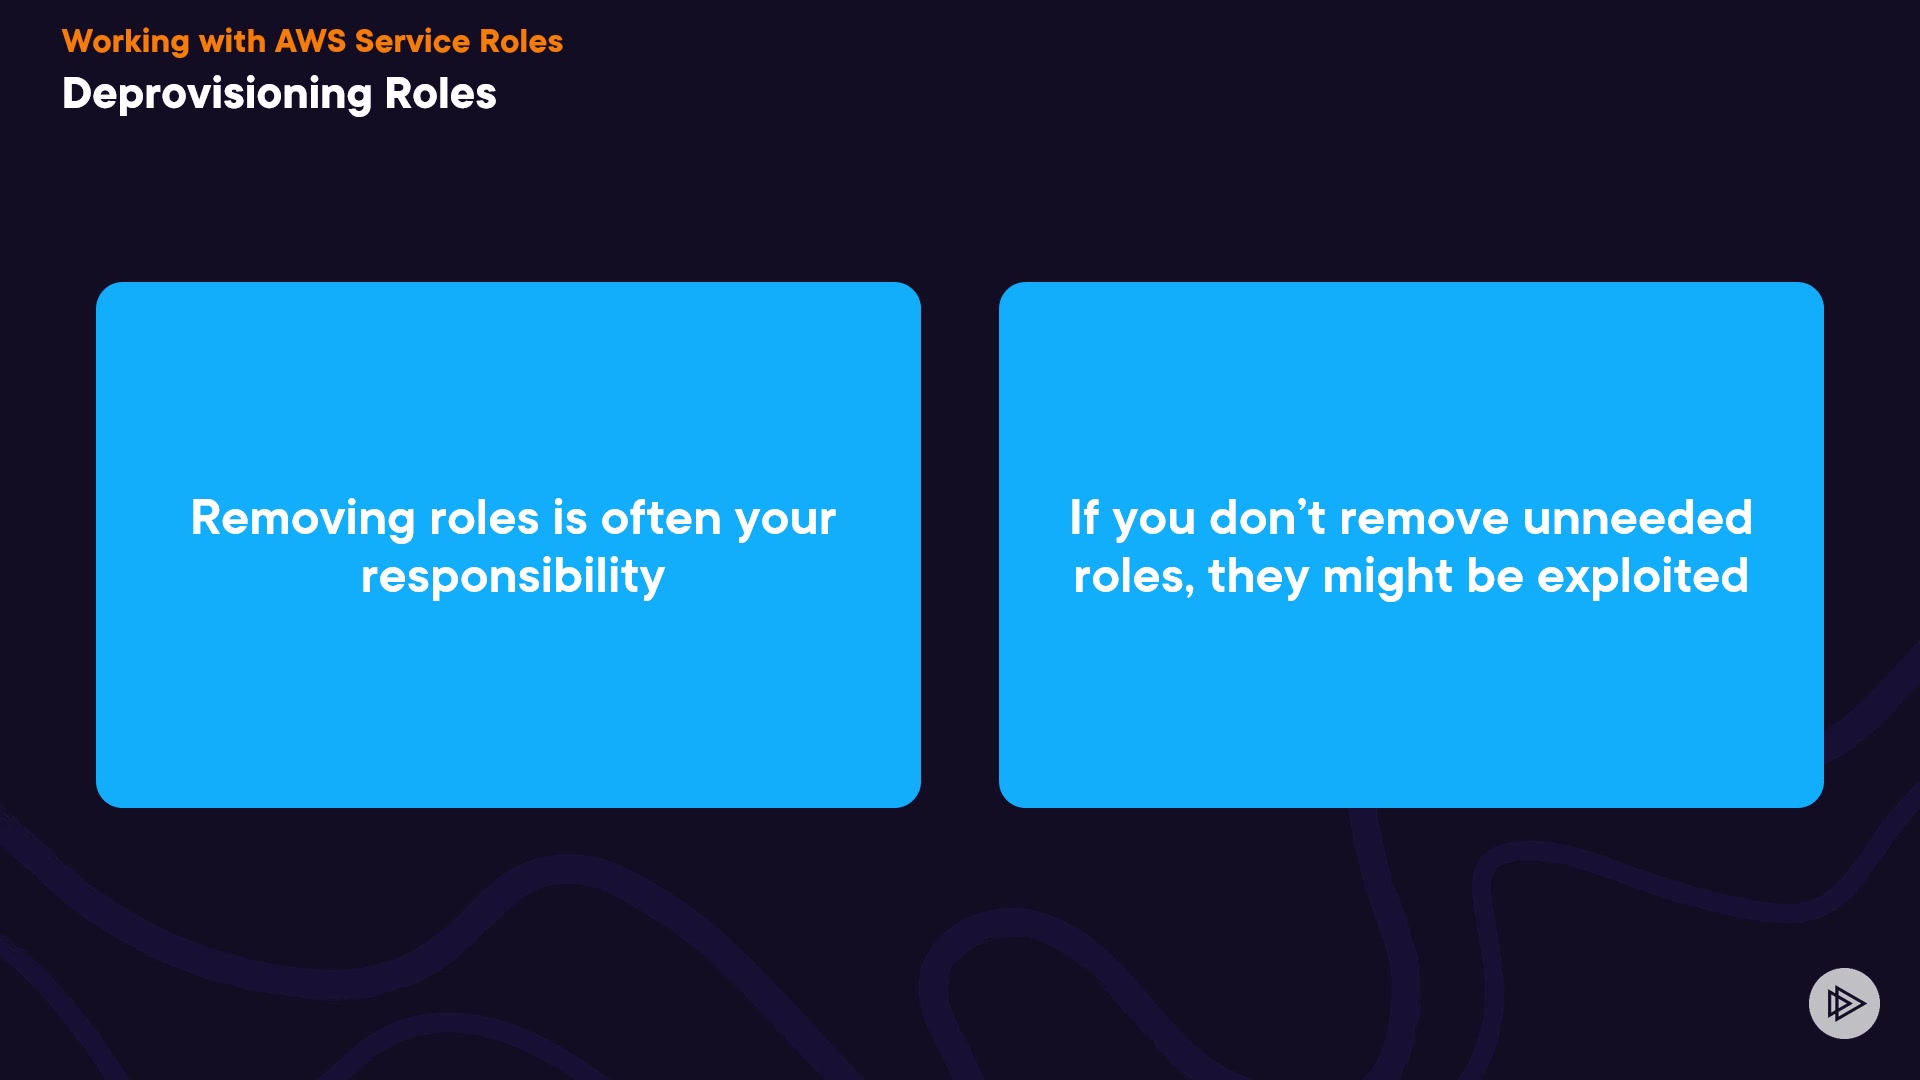 Working with AWS Service Roles
Deprovisioning Roles
Removing roles is often your
responsibility
If you don’t remove unneeded
roles, they might be exploited